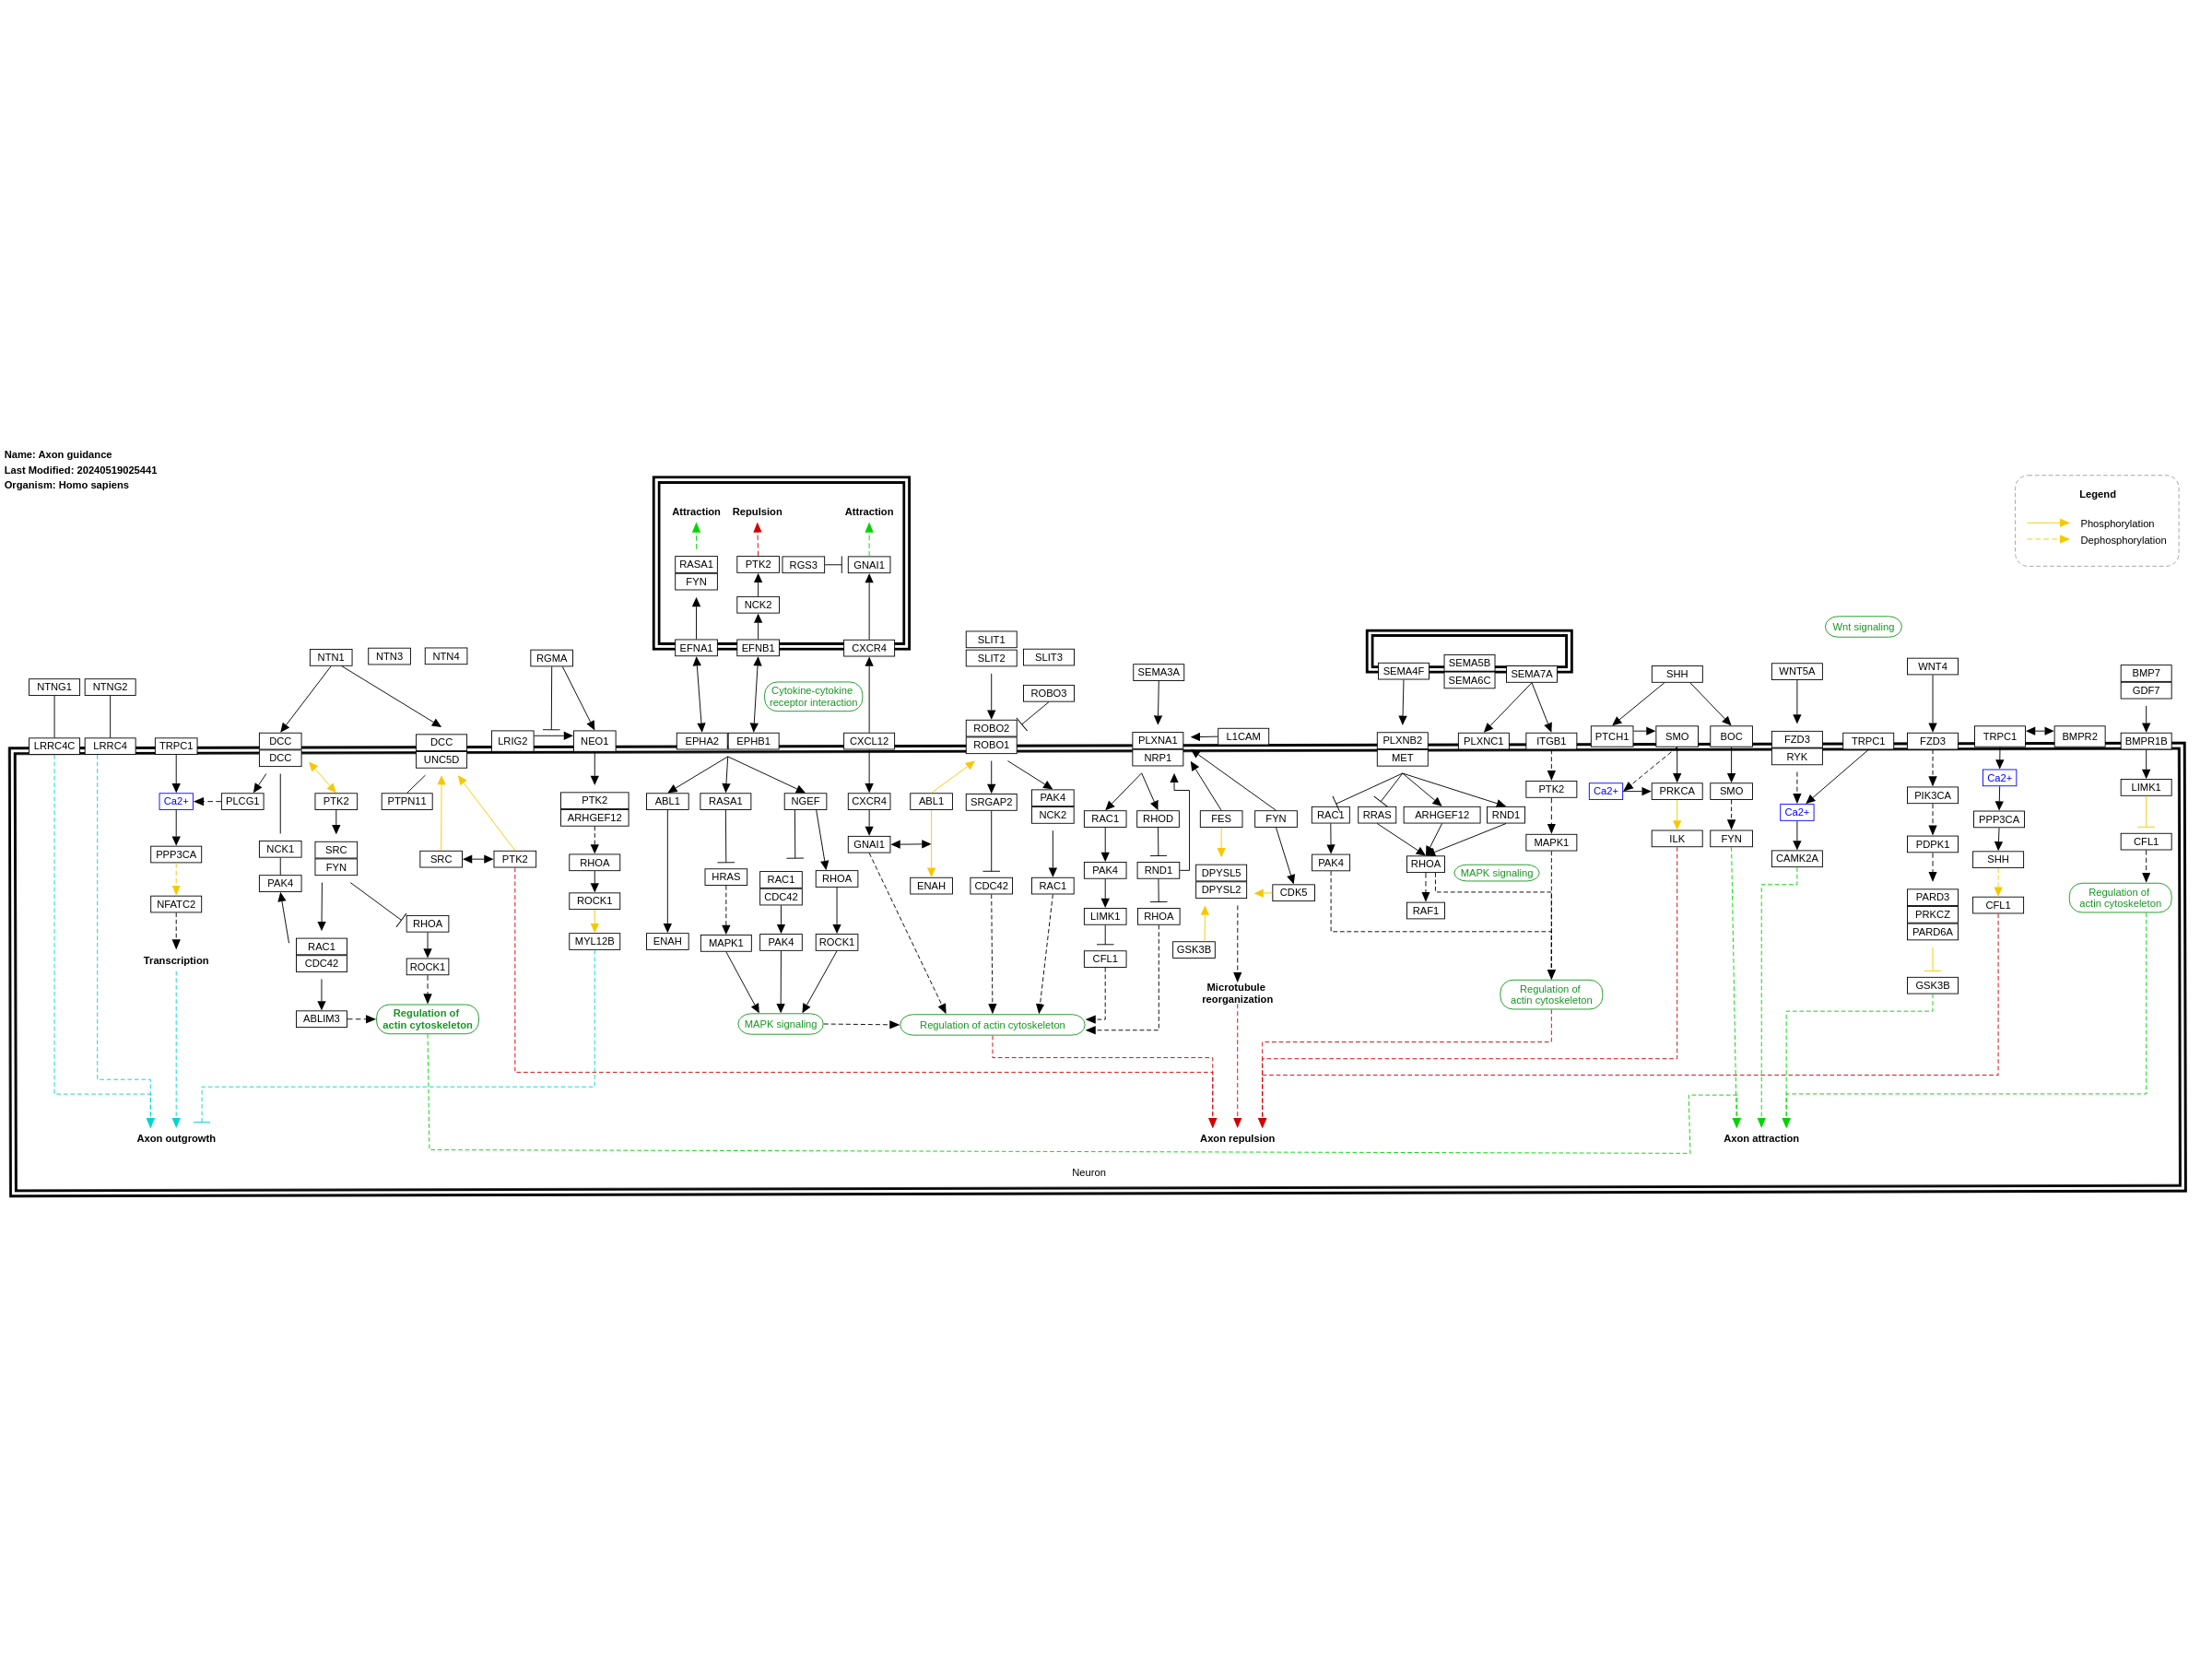 Name: Axon guidance
Last Modified: 20240519025441
Organism: Homo sapiens
Legend
Phosphorylation
Dephosphorylation
Attraction
Repulsion
Attraction
RASA1
FYN
PTK2
RGS3
GNAI1
NCK2
EFNA1
EFNB1
CXCR4
Cytokine-cytokine
receptor interaction
Wnt signaling
NTNG1
NTNG2
NTN1
NTN3
NTN4
RGMA
SLIT1
SLIT2
SLIT3
ROBO3
SEMA3A
SEMA4F
SEMA5B
SEMA6C
SEMA7A
SHH
WNT5A
WNT4
BMP7
GDF7
LRRC4C
LRRC4
TRPC1
DCC
DCC
DCC
UNC5D
LRIG2
NEO1
EPHA2
EPHB1
CXCL12
ROBO2
ROBO1
PLXNA1
NRP1
L1CAM
PLXNB2
MET
PLXNC1
ITGB1
PTCH1
SMO
BOC
FZD3
RYK
TRPC1
FZD3
TRPC1
BMPR2
BMPR1B
Ca2+
PLCG1
PTK2
PTPN11
PTK2
ARHGEF12
ABL1
RASA1
NGEF
CXCR4
ABL1
SRGAP2
PAK4
NCK2
RAC1
RHOD
FES
FYN
RAC1
RRAS
ARHGEF12
RND1
PTK2
Ca2+
PRKCA
SMO
Ca2+
PIK3CA
Ca2+
LIMK1
PPP3CA
NCK1
SRC
FYN
SRC
PTK2
RHOA
GNAI1
PAK4
RND1
DPYSL5
DPYSL2
CDK5
PAK4
RHOA
MAPK signaling
MAPK1
ILK
FYN
CAMK2A
PDPK1
PPP3CA
SHH
CFL1
PAK4
HRAS
RAC1
CDC42
RHOA
ENAH
CDC42
RAC1
NFATC2
ROCK1
RHOA
LIMK1
RHOA
RAF1
PARD3
PRKCZ
PARD6A
CFL1
Regulation of
actin cytoskeleton
MYL12B
ENAH
MAPK1
PAK4
ROCK1
CFL1
GSK3B
Transcription
RAC1
CDC42
ROCK1
Microtubule
reorganization
Regulation of
actin cytoskeleton
GSK3B
ABLIM3
Regulation of
actin cytoskeleton
MAPK signaling
Regulation of actin cytoskeleton
Axon outgrowth
Axon repulsion
Axon attraction
Neuron